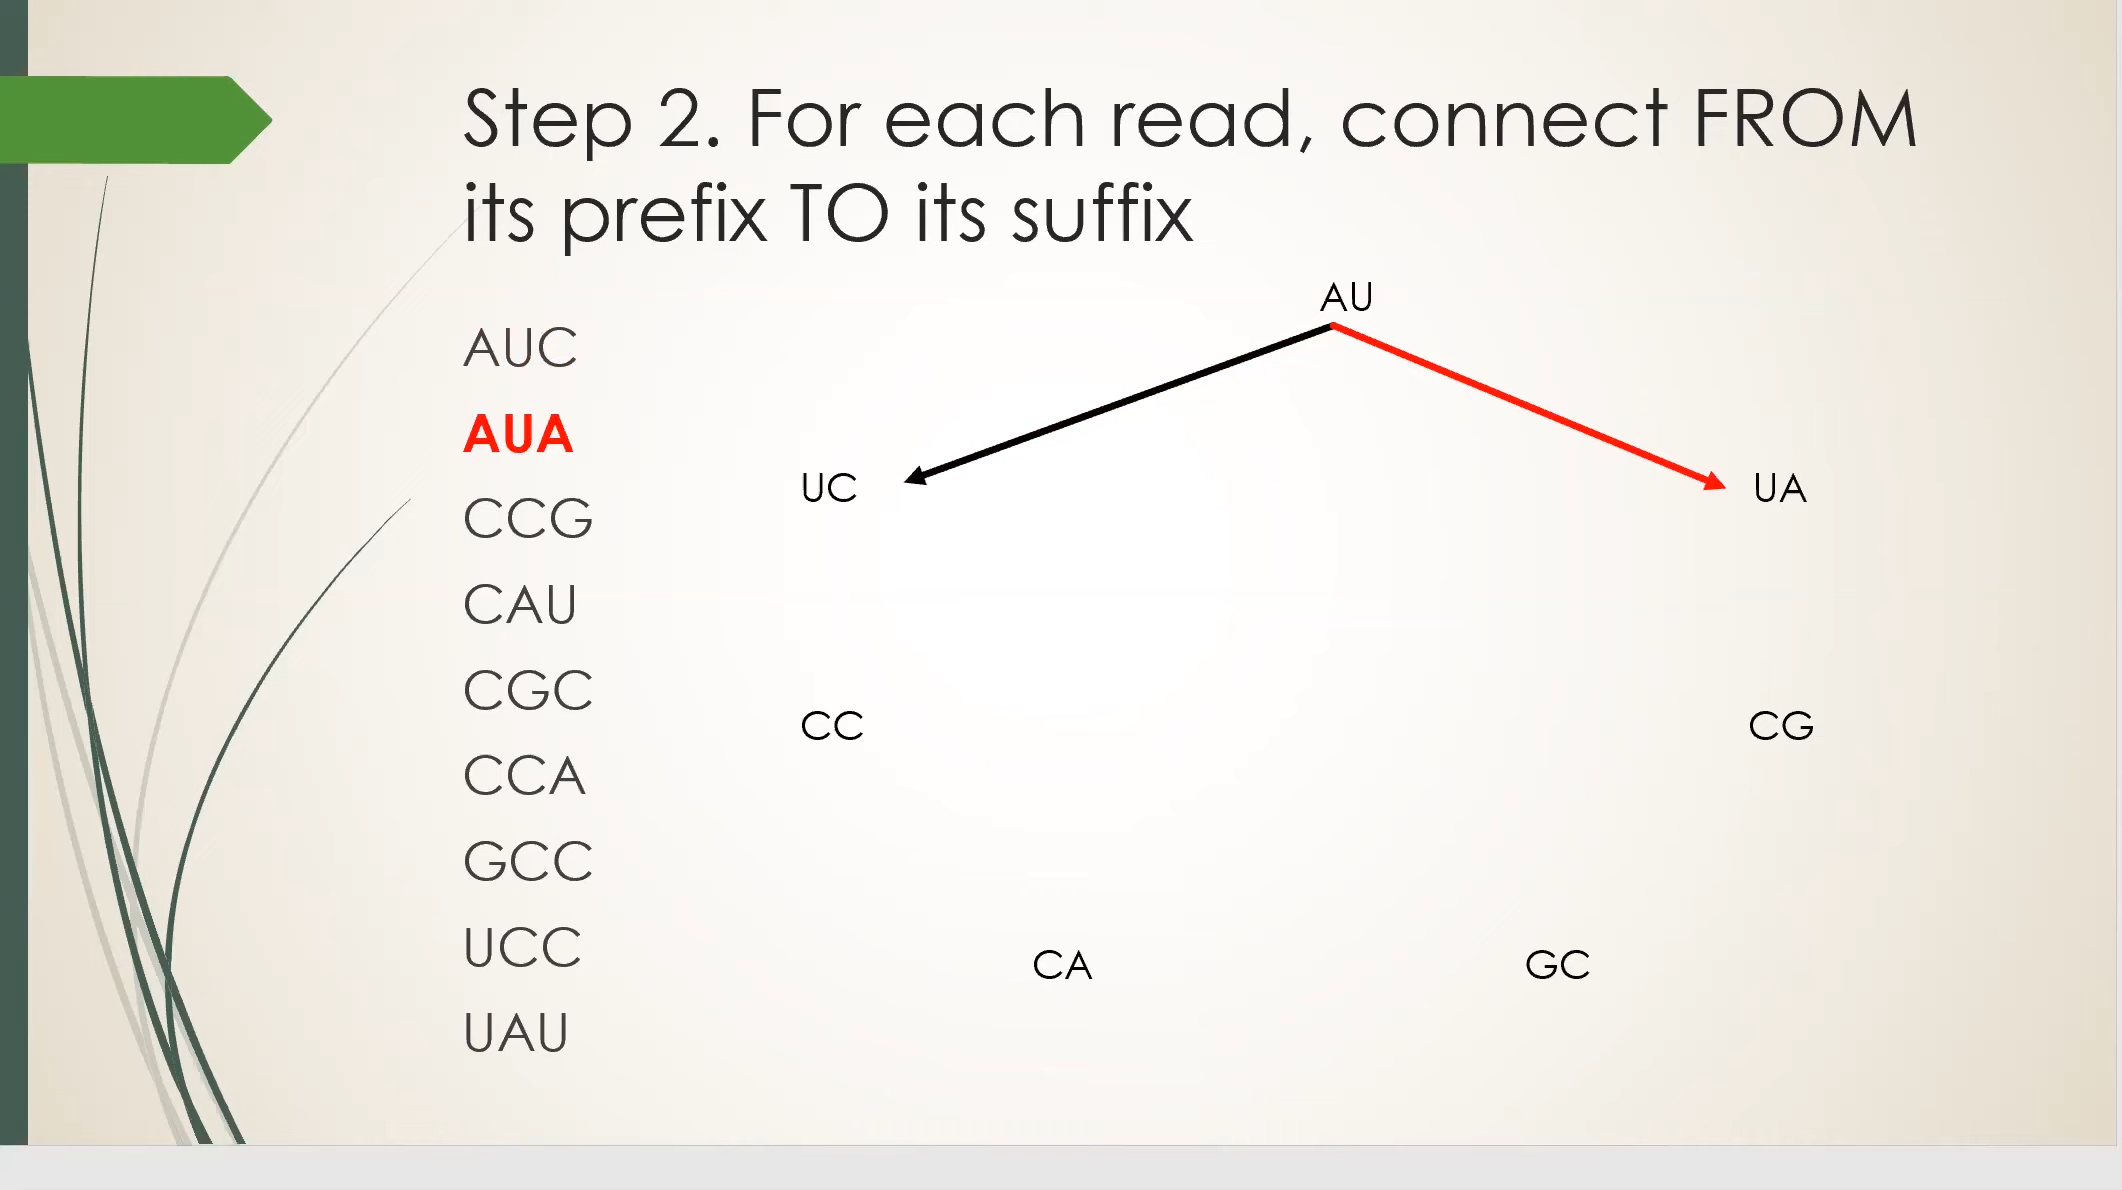 Step 2. For each read, connect FROM
its prefix TO its suffix
AUC
AUA
CCG
CAU
CGC
CCA
GCC
UCC
UAU
AU
UC
UA
CC
CG
CA
GC